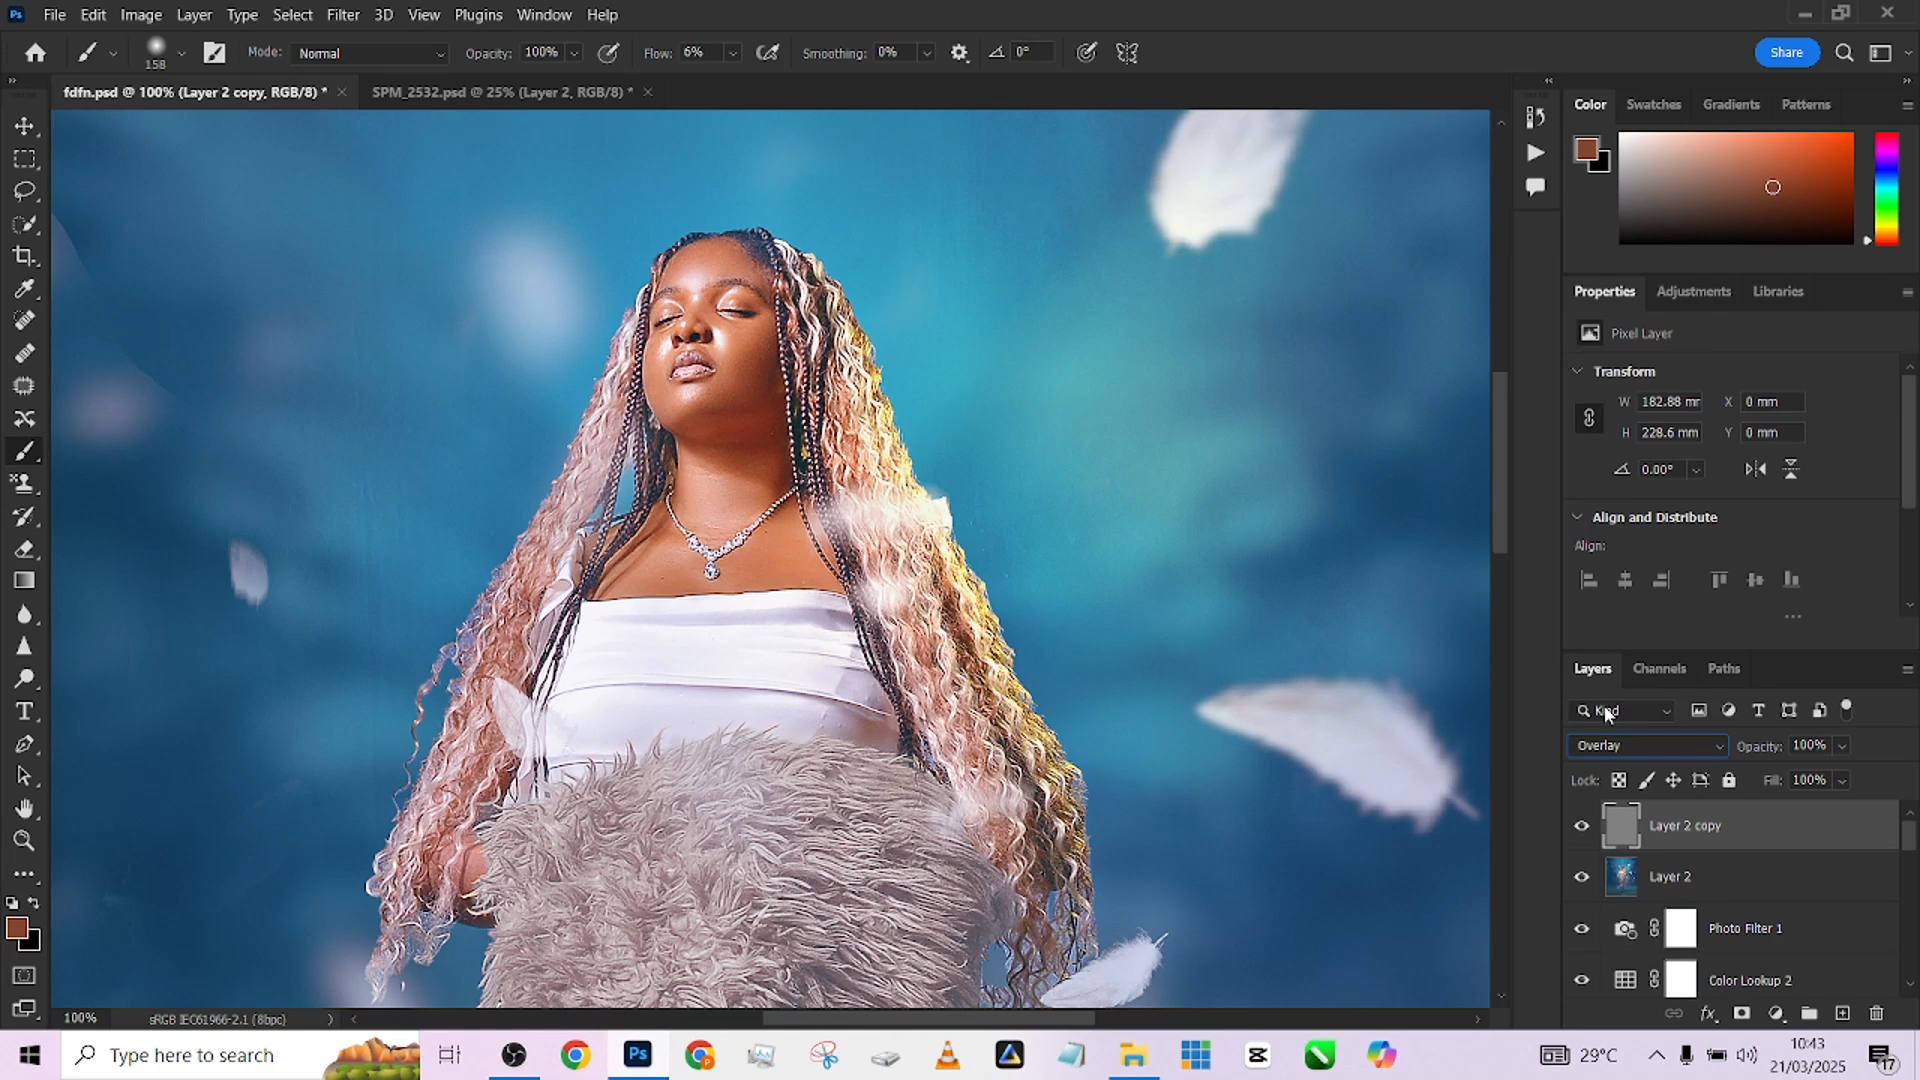 Ps File Edit Image Layer Type Select Filter 3D View Plugins Window Help
158 Mode: Normal Opacity: 100% Flow: 6% Smoothing: 0% 0° Share
fdfn.psd @ 100% (Layer 2 copy, RGB/8) * SPM_2532.psd @ 25% (Layer 2, RGB/8) *
Color Swatches Gradients Patterns
Properties Adjustments Libraries
Pixel Layer
Transform
W 182.88 mr X 0 mm
H 228.6 mm Y 0 mm
0.00°
Align and Distribute
Align:
Layers Channels Paths
Kind
Overlay Opacity: 100%
Lock: Fill: 100%
Layer 2 copy
Layer 2
Photo Filter 1
Color Lookup 2
100% sRGB IEC61966-2.1 (8bpc)
Type here to search Ps 29°C 10:43
21/03/2025 17